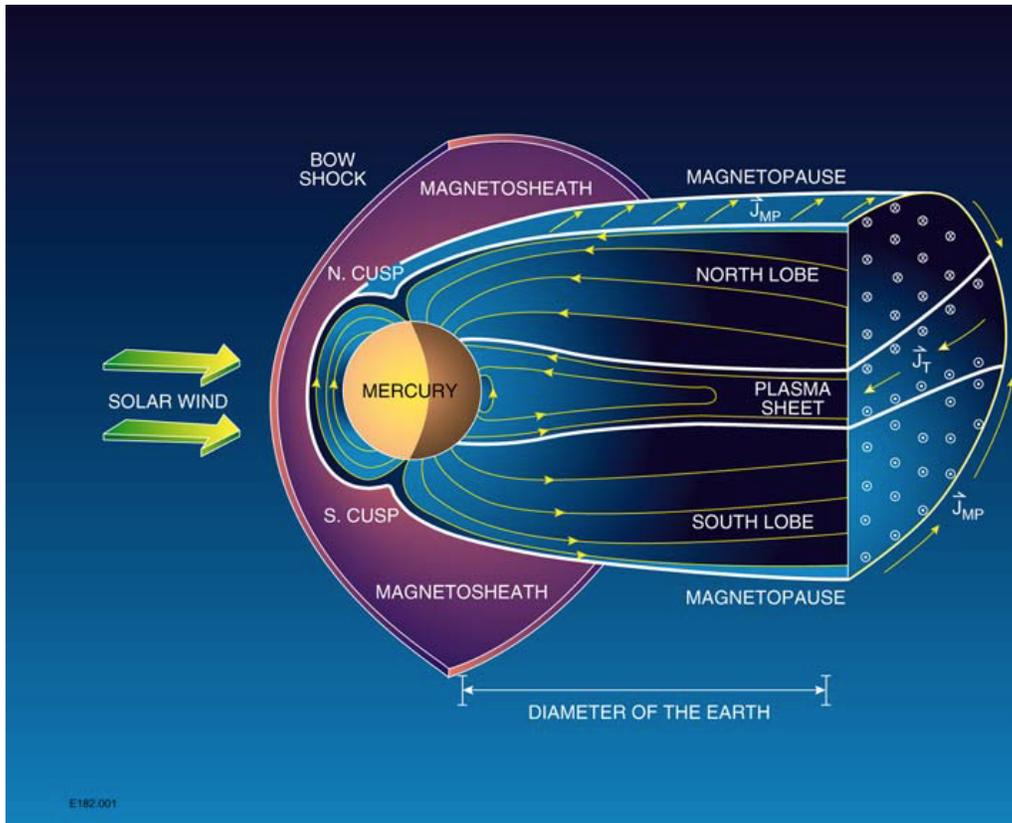 BOW
SHOCK
MAGNETOSHEATH
MAGNETOPAUSE
J⃗MP
N. CUSP
NORTH LOBE
J⃗T
MERCURY
PLASMA
SHEET
SOLAR WIND
S. CUSP
SOUTH LOBE
J⃗MP
MAGNETOSHEATH
MAGNETOPAUSE
DIAMETER OF THE EARTH
E182.001